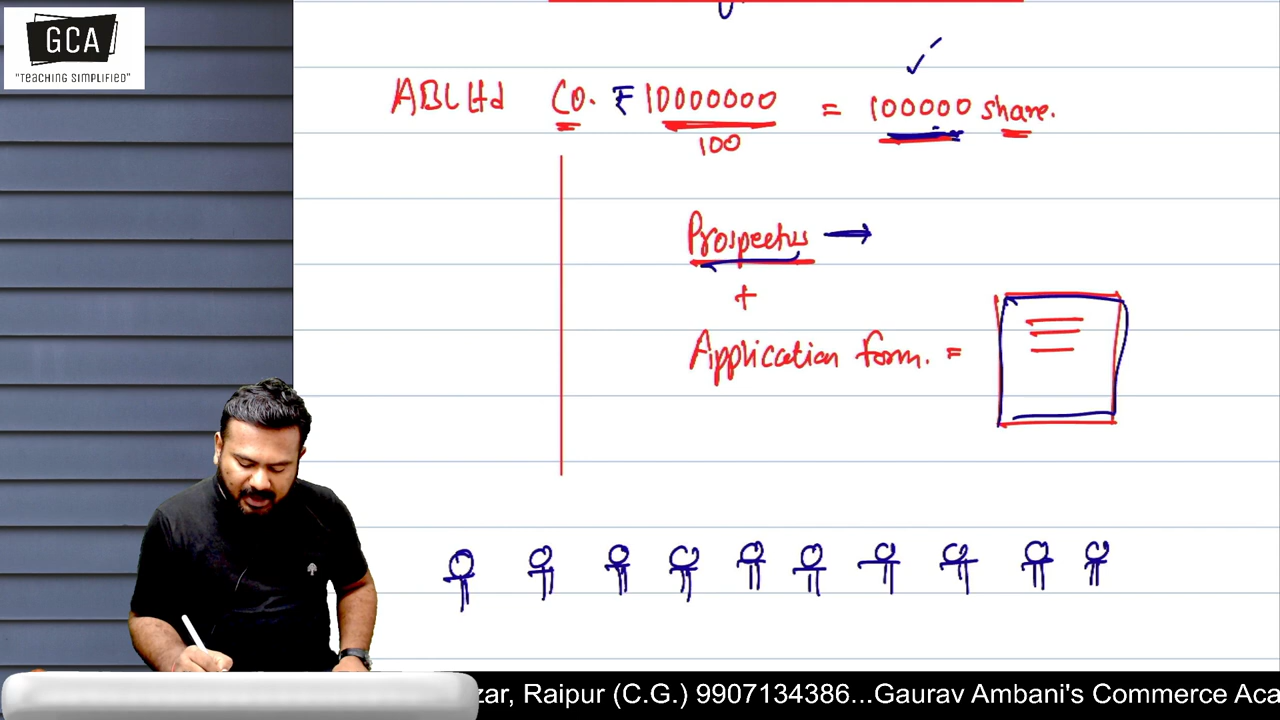 GCA
"TEACHING SIMPLIFIED"
ABC Ltd Co. ₹ 10000000 = 100000 share.
100
Prospectus →
+
Application form. =
zar, Raipur (C.G.) 9907134386...Gaurav Ambani's Commerce Aca